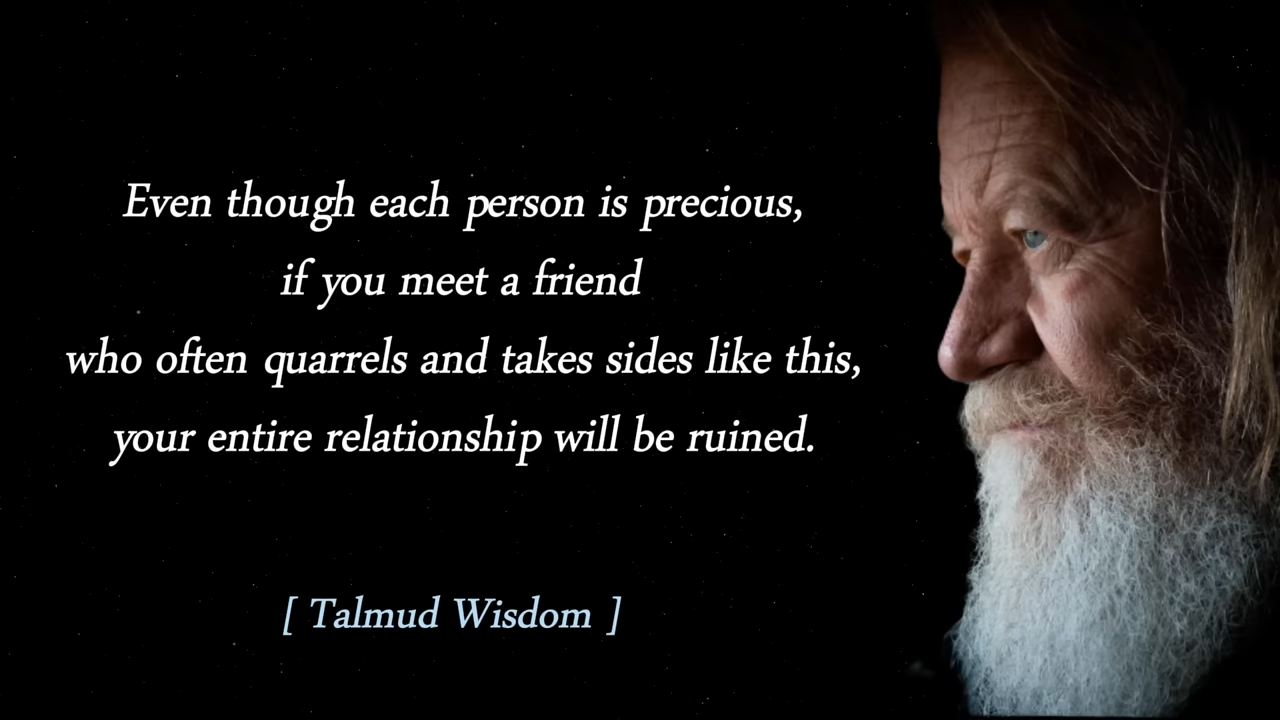 Even though each person is precious,
if you meet a friend
who often quarrels and takes sides like this,
your entire relationship will be ruined.
[ Talmud Wisdom ]